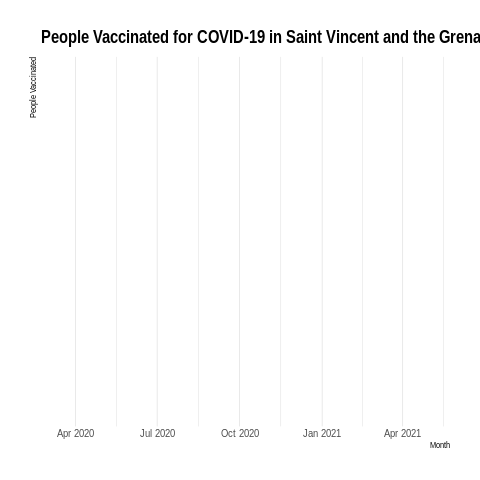 People Vaccinated for COVID-19 in Saint Vincent and the Grena
People Vaccinated
Apr 2020 Jul 2020 Oct 2020 Jan 2021 Apr 2021
Month